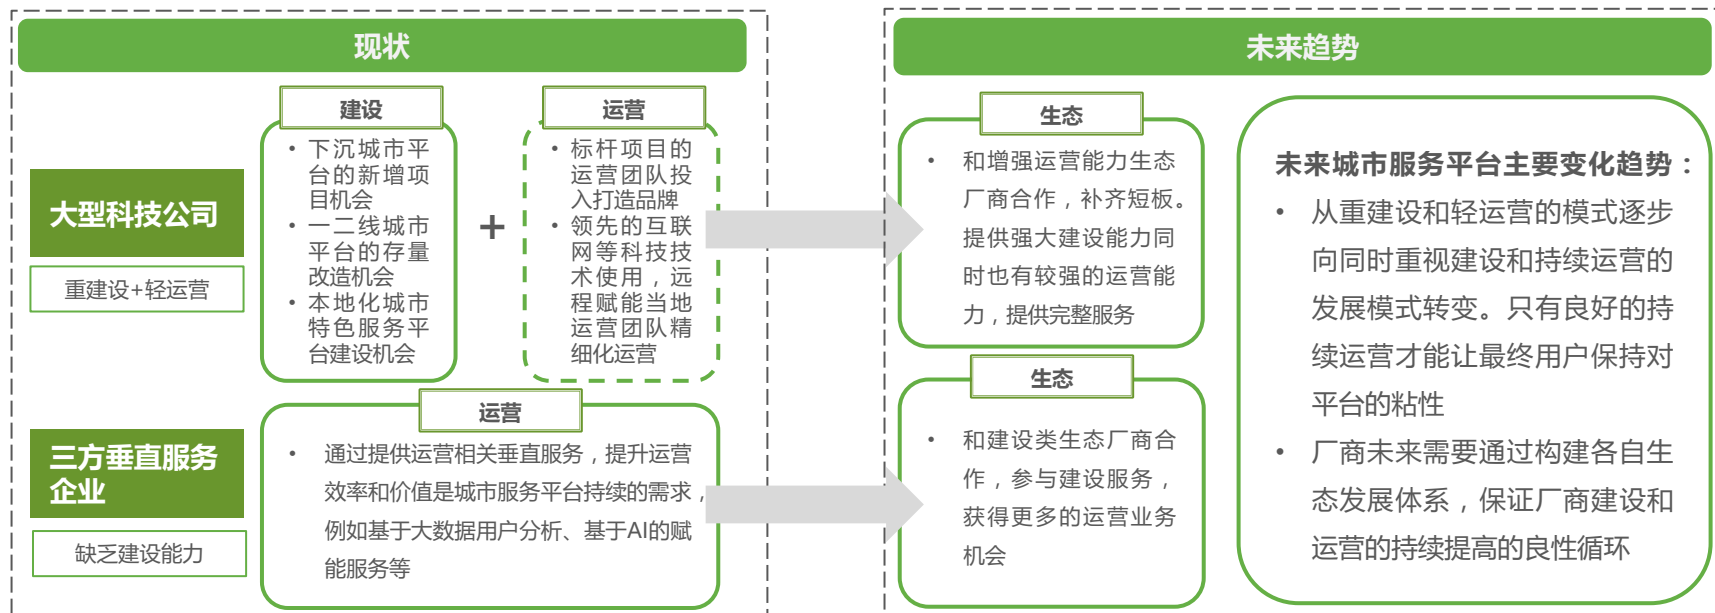 现状
建设
运营
大型科技公司
重建设+轻运营
• 下沉城市平
台的新增项
目机会
• 一二线城市
平台的存量
改造机会
• 本地化城市
特色服务平
台建设机会
+
• 标杆项目的
运营团队投
入打造品牌
• 领先的互联
网等科技技
术使用，远
程赋能当地
运营团队精
细化运营
三方垂直服务
企业
缺乏建设能力
运营
• 通过提供运营相关垂直服务，提升运营
效率和价值是城市服务平台持续的需求，
例如基于大数据用户分析、基于AI的赋
能服务等
未来趋势
生态
• 和增强运营能力生态
厂商合作，补齐短板。
提供强大建设能力同
时也有较强的运营能
力，提供完整服务
生态
• 和建设类生态厂商合
作，参与建设服务，
获得更多的运营业务
机会
未来城市服务平台主要变化趋势：
• 从重建设和轻运营的模式逐步
向同时重视建设和持续运营的
发展模式转变。只有良好的持
续运营才能让最终用户保持对
平台的粘性
• 厂商未来需要通过构建各自生
态发展体系，保证厂商建设和
运营的持续提高的良性循环